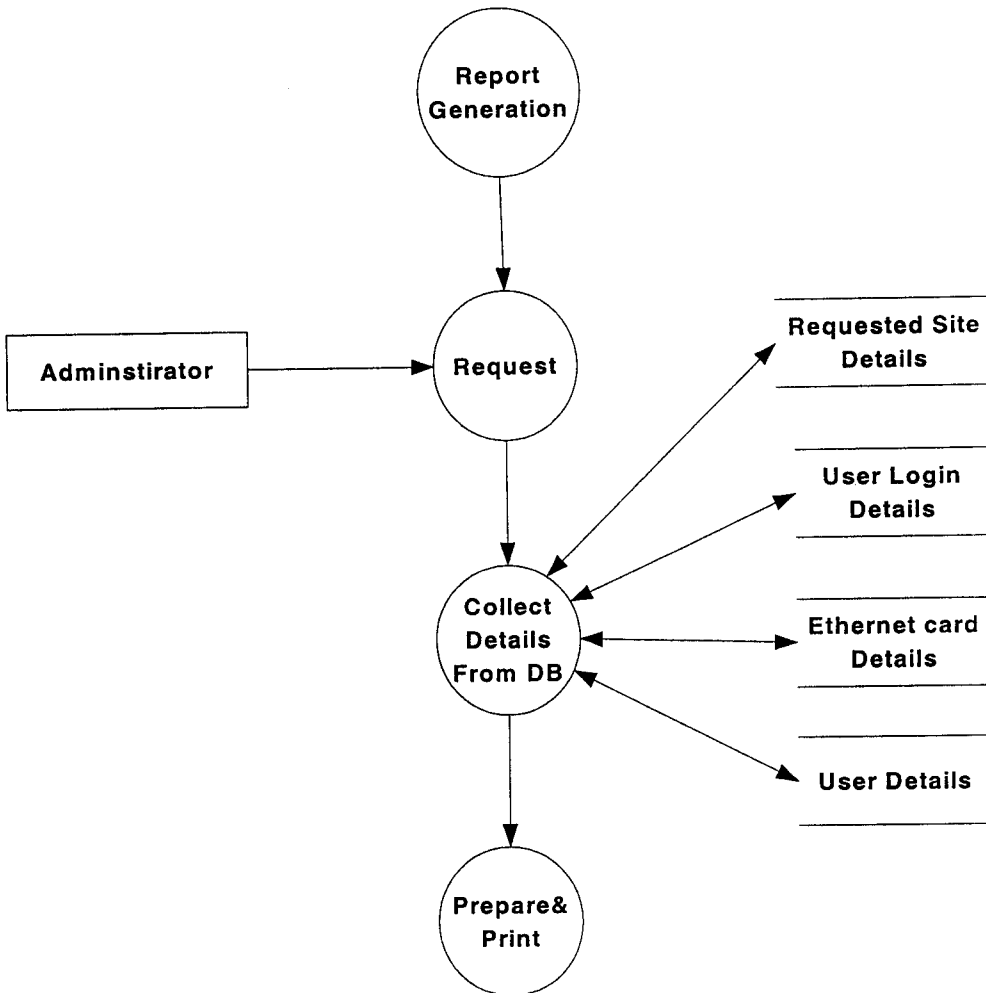 Report
Generation
Requested Site
Details
Adminstirator
Request
User Login
Details
Collect
Details
From DB
Ethernet card
Details
User Details
Prepare&
Print